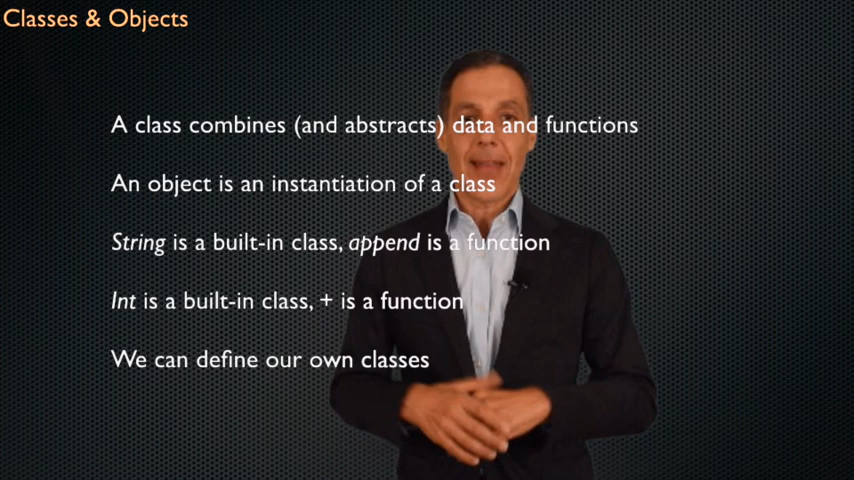 Classes & Objects
A class combines (and abstracts) data and functions
An object is an instantiation of a class
String is a built-in class, append is a function
Int is a built-in class, + is a function
We can define our own classes